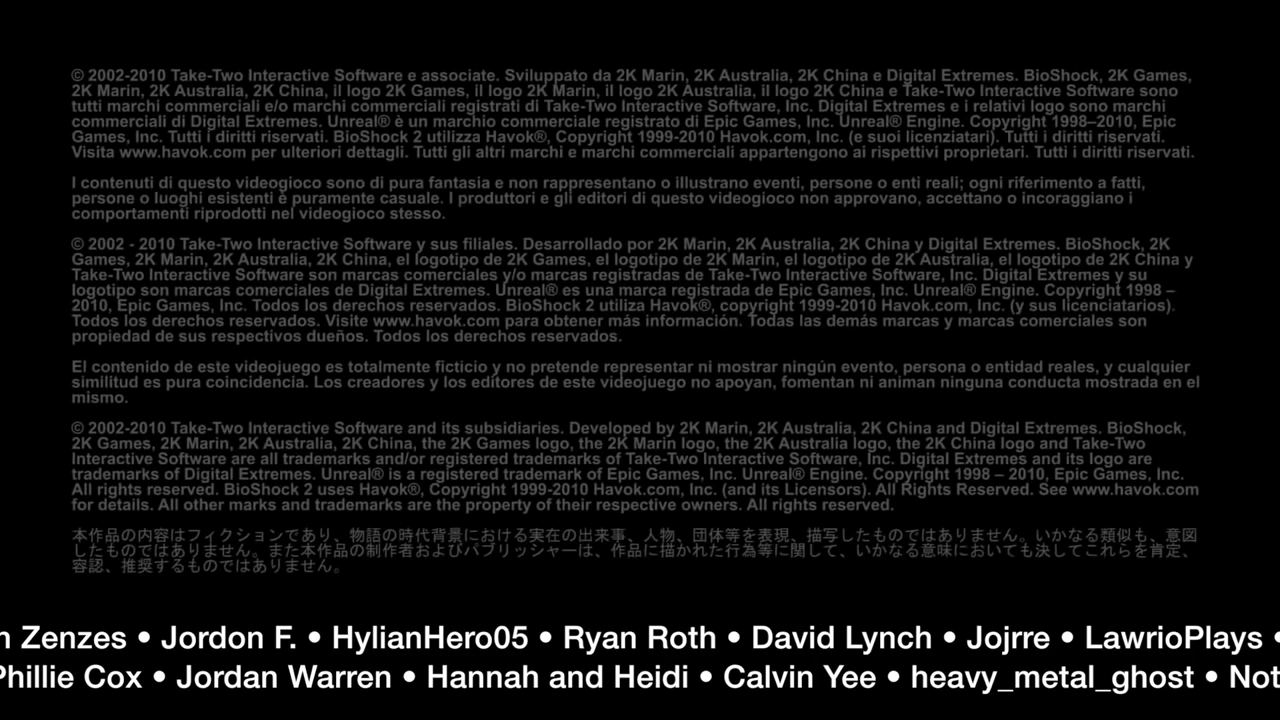 © 2002-2010 Take-Two Interactive Software e associate. Sviluppato da 2K Marin, 2K Australia, 2K China e Digital Extremes. BioShock, 2K Games,
2K Marin, 2K Australia, 2K China, il logo 2K Games, il logo 2K Marin, il logo 2K Australia, il logo 2K China e Take-Two Interactive Software sono
tutti marchi commerciali e/o marchi commerciali registrati di Take-Two Interactive Software, Inc. Digital Extremes e i relativi logo sono marchi
commerciali di Digital Extremes. Unreal® è un marchio commerciale registrato di Epic Games, Inc. Unreal® Engine. Copyright 1998–2010, Epic
Games, Inc. Tutti i diritti riservati. BioShock 2 utilizza Havok®, Copyright 1999-2010 Havok.com, Inc. (e suoi licenziatari). Tutti i diritti riservati.
Visita www.havok.com per ulteriori dettagli. Tutti gli altri marchi e marchi commerciali appartengono ai rispettivi proprietari. Tutti i diritti riservati.
I contenuti di questo videogioco sono di pura fantasia e non rappresentano o illustrano eventi, persone o enti reali; ogni riferimento a fatti,
persone o luoghi esistenti è puramente casuale. I produttori e gli editori di questo videogioco non approvano, accettano o incoraggiano i
comportamenti riprodotti nel videogioco stesso.
© 2002 - 2010 Take-Two Interactive Software y sus filiales. Desarrollado por 2K Marin, 2K Australia, 2K China y Digital Extremes. BioShock, 2K
Games, 2K Marin, 2K Australia, 2K China, el logotipo de 2K Games, el logotipo de 2K Marin, el logotipo de 2K Australia, el logotipo de 2K China y
Take-Two Interactive Software son marcas comerciales y/o marcas registradas de Take-Two Interactive Software, Inc. Digital Extremes y su
logotipo son marcas comerciales de Digital Extremes. Unreal® es una marca registrada de Epic Games, Inc. Unreal® Engine. Copyright 1998 –
2010, Epic Games, Inc. Todos los derechos reservados. BioShock 2 utiliza Havok®, copyright 1999-2010 Havok.com, Inc. (y sus licenciatarios).
Todos los derechos reservados. Visite www.havok.com para obtener más información. Todas las demás marcas y marcas comerciales son
propiedad de sus respectivos dueños. Todos los derechos reservados.
El contenido de este videojuego es totalmente ficticio y no pretende representar ni mostrar ningún evento, persona o entidad reales, y cualquier
similitud es pura coincidencia. Los creadores y los editores de este videojuego no apoyan, fomentan ni animan ninguna conducta mostrada en el
mismo.
© 2002-2010 Take-Two Interactive Software and its subsidiaries. Developed by 2K Marin, 2K Australia, 2K China and Digital Extremes. BioShock,
2K Games, 2K Marin, 2K Australia, 2K China, the 2K Games logo, the 2K Marin logo, the 2K Australia logo, the 2K China logo and Take-Two
Interactive Software are all trademarks and/or registered trademarks of Take-Two Interactive Software, Inc. Digital Extremes and its logo are
trademarks of Digital Extremes. Unreal® is a registered trademark of Epic Games, Inc. Unreal® Engine. Copyright 1998 – 2010, Epic Games, Inc.
All rights reserved. BioShock 2 uses Havok®, Copyright 1999-2010 Havok.com, Inc. (and its Licensors). All Rights Reserved. See www.havok.com
for details. All other marks and trademarks are the property of their respective owners. All rights reserved.
本作品の内容はフィクションであり、物語の時代背景における実在の出来事、人物、団体等を表現、描写したものではありません。いかなる類似も、意図
したものではありません。また本作品の制作者およびパブリッシャーは、作品に描かれた行為等に関して、いかなる意味においても決してこれらを肯定、
容認、推奨するものではありません。
n Zenzes • Jordon F. • HylianHero05 • Ryan Roth • David Lynch • Jojrre • LawrioPlays •
Phillie Cox • Jordan Warren • Hannah and Heidi • Calvin Yee • heavy_metal_ghost • Not